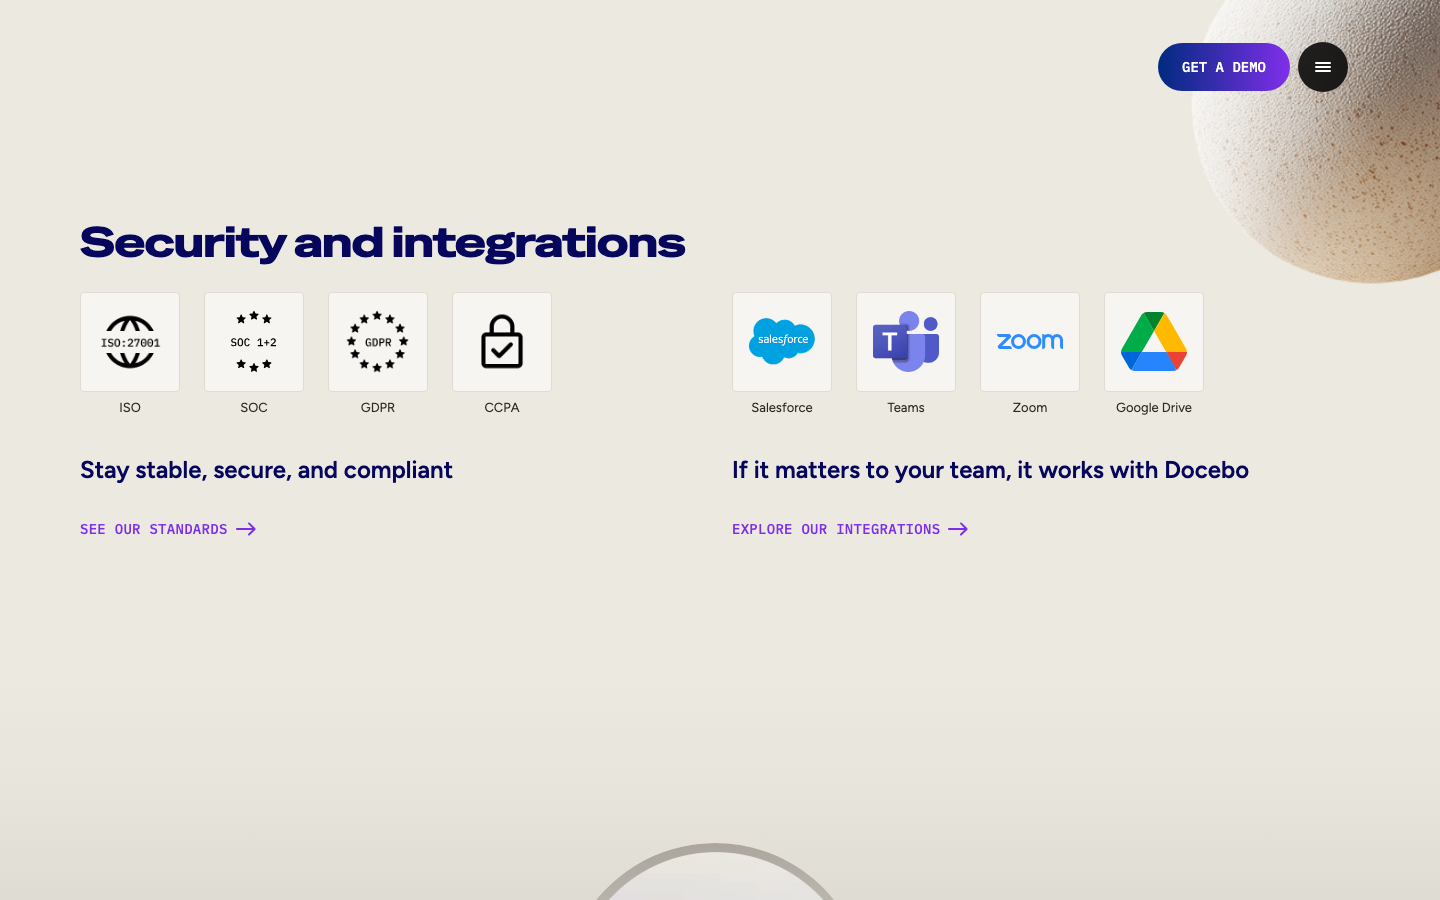 GET A DEMO
Security and integrations
ISO:27001
SOC 1+2
GDPR
ISO
SOC
GDPR
CCPA
salesforce
T
zoom
Salesforce
Teams
Zoom
Google Drive
Stay stable, secure, and compliant
If it matters to your team, it works with Docebo
SEE OUR STANDARDS
EXPLORE OUR INTEGRATIONS